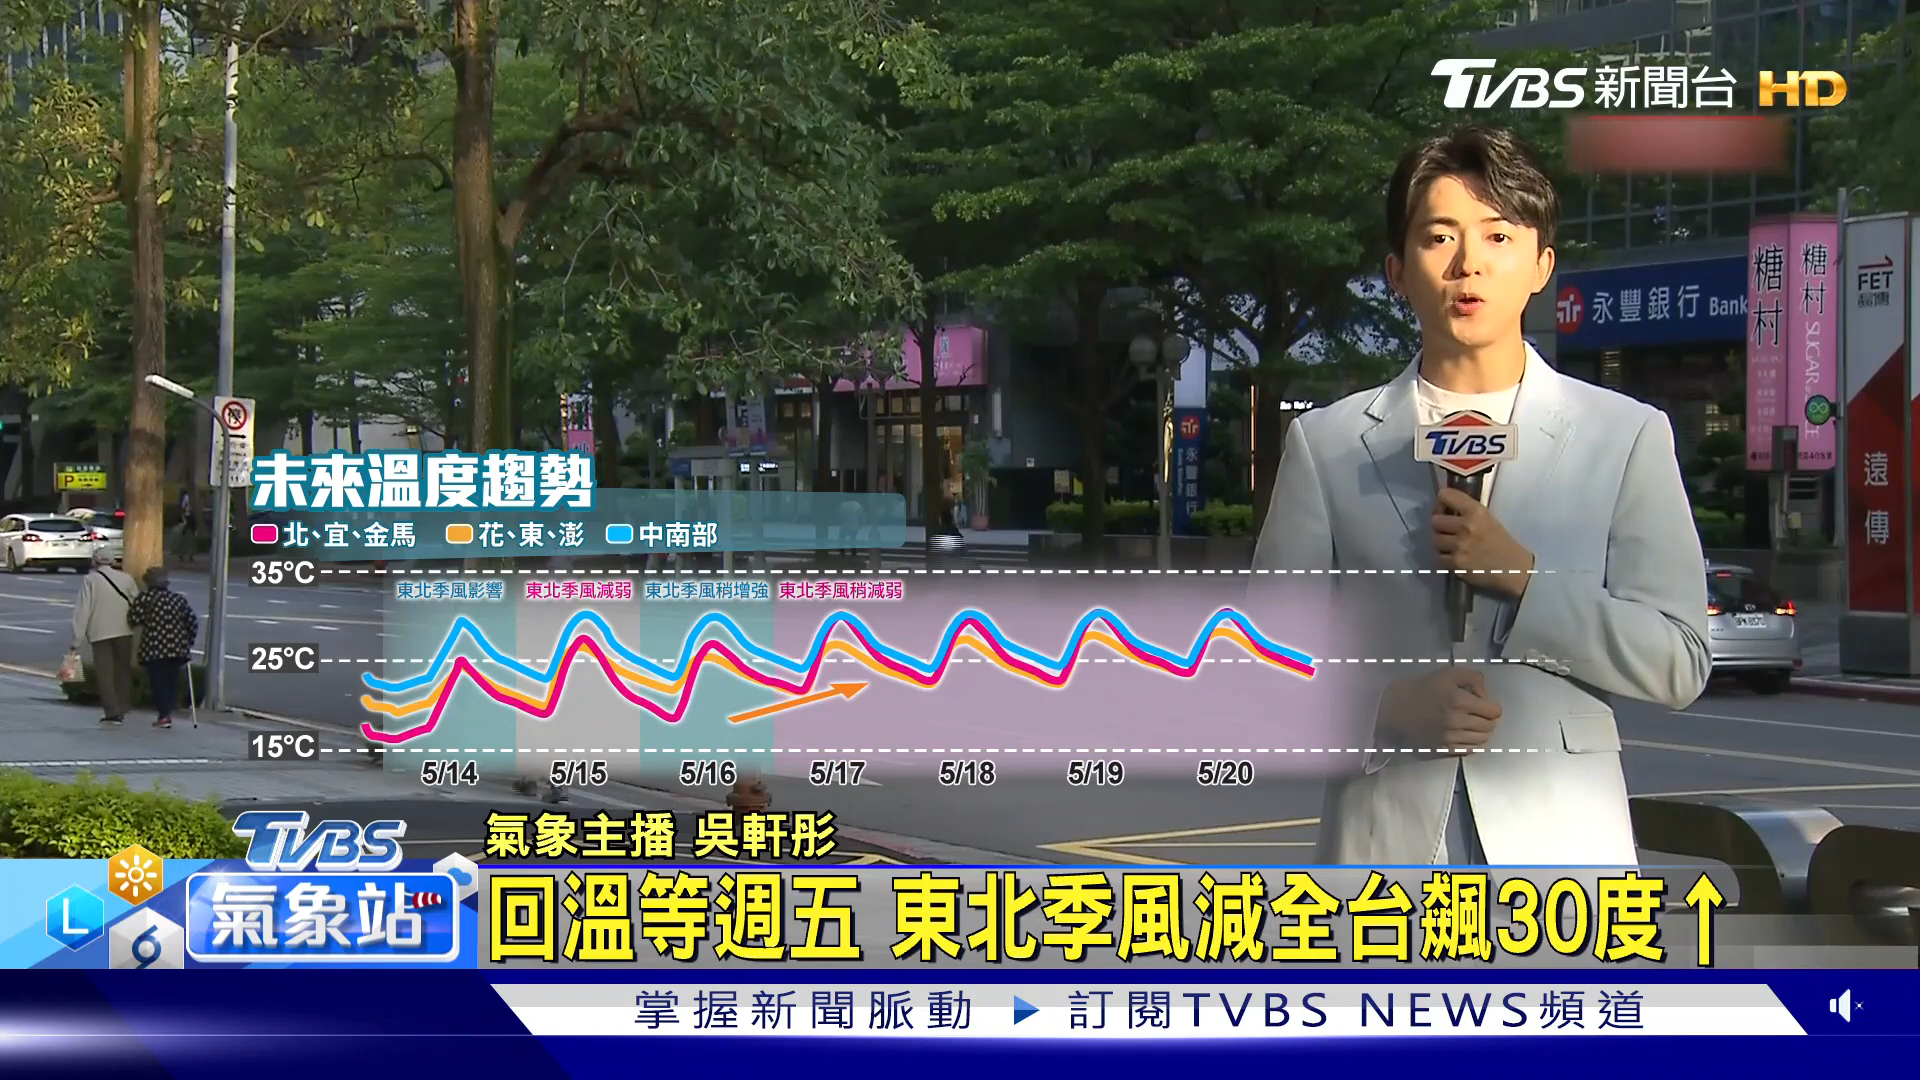 TVBS新聞台 HD
糖村
糖村 SUGAR
FET
遠傳
永豐銀行 Bank
永豐銀行
P
TVBS
未來溫度趨勢
北、宜、金馬 花、東、澎 中南部
35°C
東北季風影響 東北季風減弱 東北季風稍增強 東北季風稍減弱
25°C
15°C
5/14 5/15 5/16 5/17 5/18 5/19 5/20
TVBS
氣象站
L
氣象主播 吳軒彤
回溫等週五 東北季風減全台飆30度↑
掌握新聞脈動 ▶ 訂閱TVBS NEWS頻道